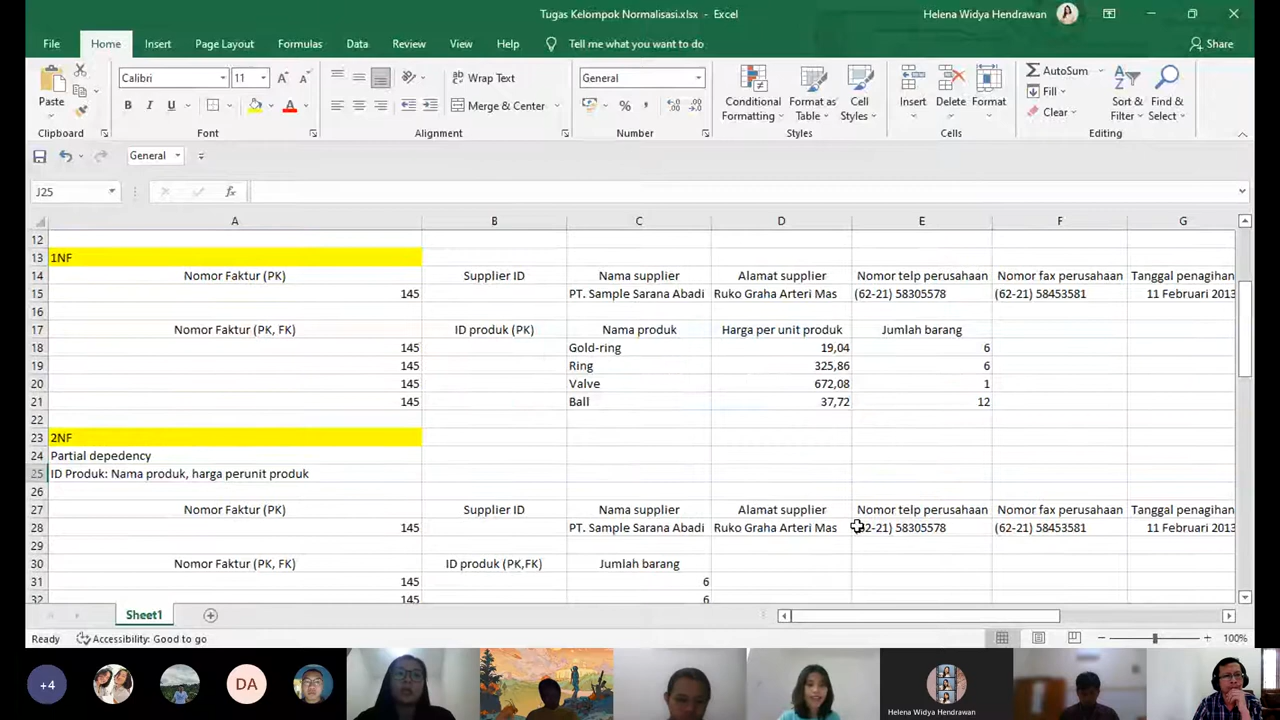 Tugas Kelompok Normalisasi.xlsx - Excel
Helena Widya Hendrawan
File Home Insert Page Layout Formulas Data Review View Help Tell me what you want to do Share
Paste Calibri 11 A A Wrap Text General Conditional Formatting Format as Table Cell Styles Insert Delete Format AutoSum Sort & Filter Find & Select
B I U A Merge & Center % , Fill
Clear
Clipboard Font Alignment Number Styles Cells Editing
General
J25 fx
A B C D E F G
12
13 1NF
14 Nomor Faktur (PK) Supplier ID Nama supplier Alamat supplier Nomor telp perusahaan Nomor fax perusahaan Tanggal penagihan
15 145 PT. Sample Sarana Abadi Ruko Graha Arteri Mas (62-21) 58305578 (62-21) 58453581 11 Februari 2013
16
17 Nomor Faktur (PK, FK) ID produk (PK) Nama produk Harga per unit produk Jumlah barang
18 145 Gold-ring 19,04 6
19 145 Ring 325,86 6
20 145 Valve 672,08 1
21 145 Ball 37,72 12
22
23 2NF
24 Partial depedency
25 ID Produk: Nama produk, harga perunit produk
26
27 Nomor Faktur (PK) Supplier ID Nama supplier Alamat supplier Nomor telp perusahaan Nomor fax perusahaan Tanggal penagihan
28 145 PT. Sample Sarana Abadi Ruko Graha Arteri Mas 62-21) 58305578 (62-21) 58453581 11 Februari 2013
29
30 Nomor Faktur (PK, FK) ID produk (PK,FK) Jumlah barang
31 145 6
32 145 6
Sheet1
Ready Accessibility: Good to go 100%
+4 DA
Helena Widya Hendrawan